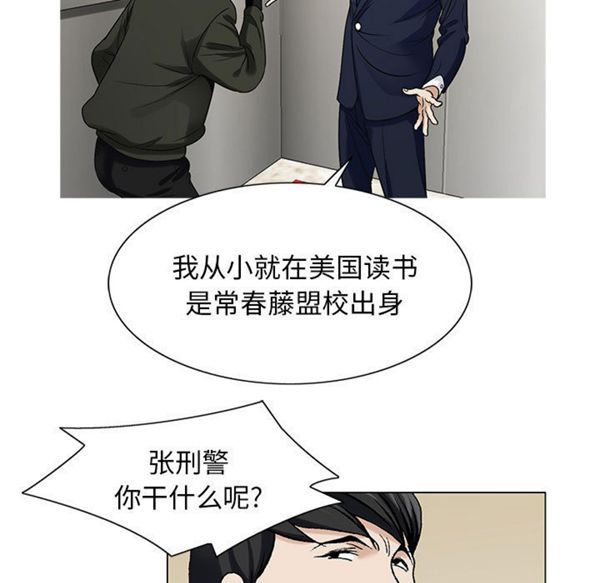 我从小就在美国读书
是常春藤盟校出身
张刑警
你干什么呢?